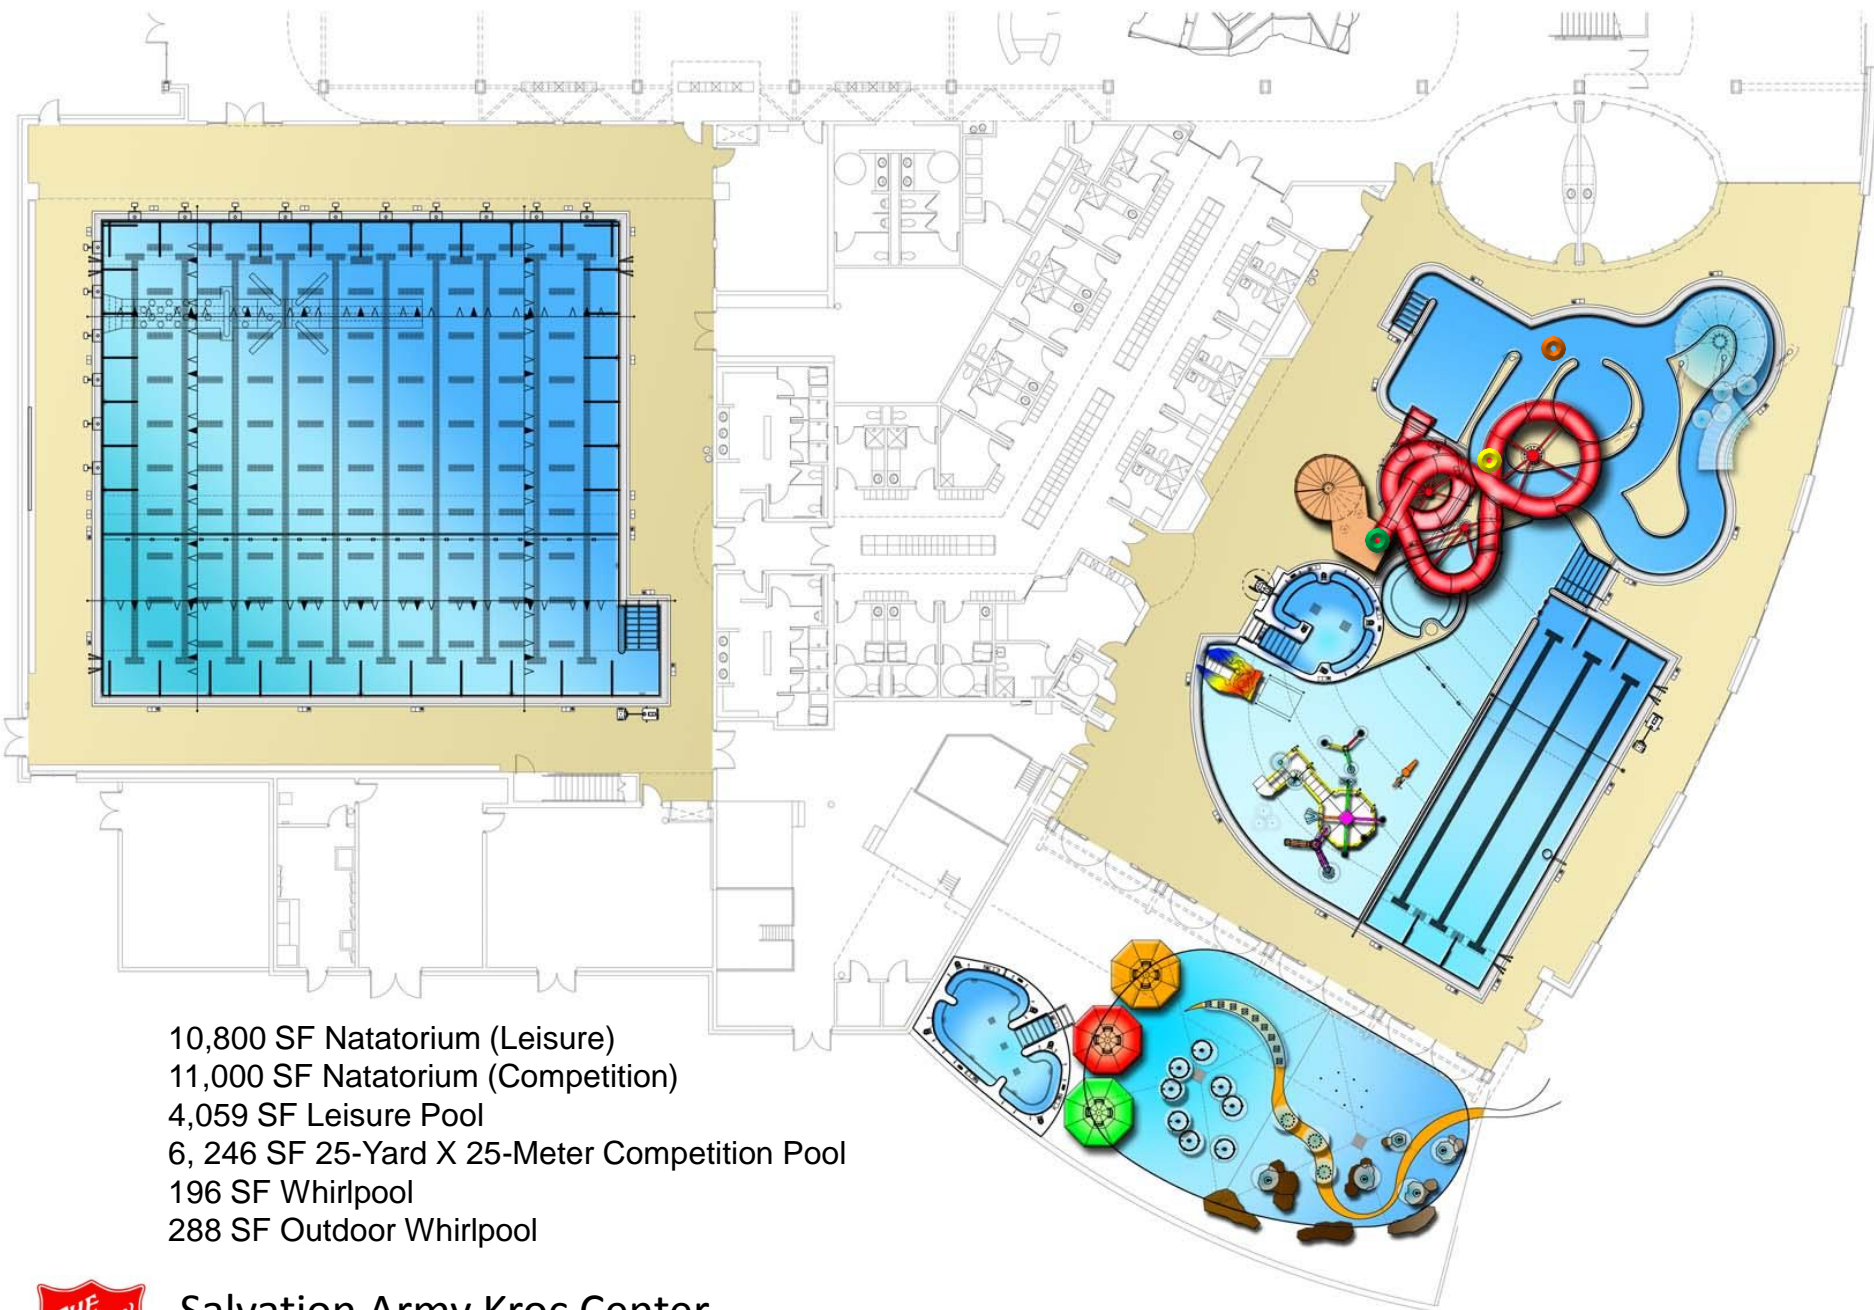 10,800 SF Natatorium (Leisure)
11,000 SF Natatorium (Competition)
4,059 SF Leisure Pool
6, 246 SF 25-Yard X 25-Meter Competition Pool
196 SF Whirlpool
288 SF Outdoor Whirlpool
THE
Salvation Army Kroc Center